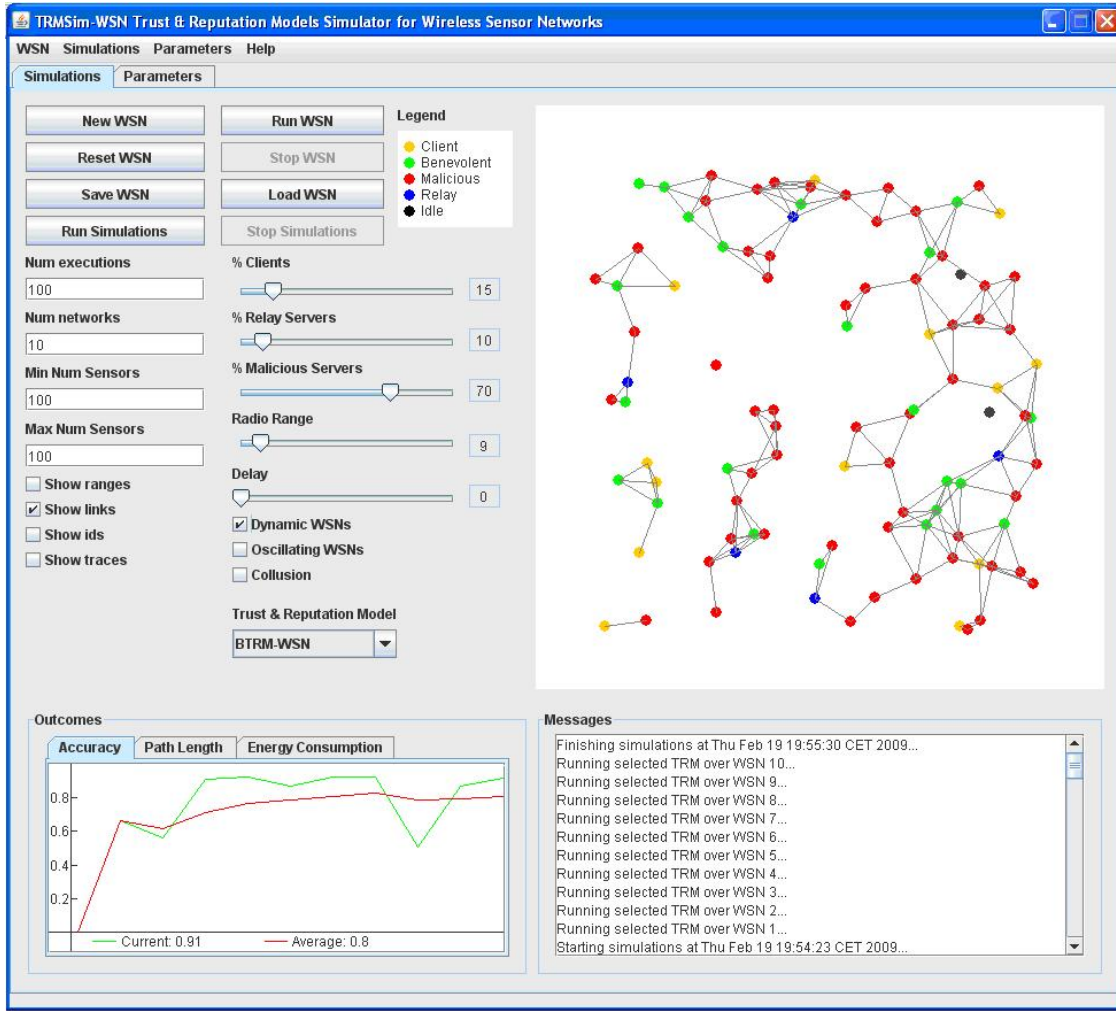 TRMSim-WSN Trust & Reputation Models Simulator for Wireless Sensor Networks
WSN Simulations Parameters Help
Simulations Parameters
New WSN Run WSN
Reset WSN Stop WSN
Save WSN Load WSN
Run Simulations Stop Simulations
Legend
Client
Benevolent
Malicious
Relay
Idle
Num executions
100
Num networks
10
Min Num Sensors
100
Max Num Sensors
100
Show ranges
Show links
Show ids
Show traces
% Clients
15
% Relay Servers
10
% Malicious Servers
70
Radio Range
9
Delay
0
Dynamic WSNs
Oscillating WSNs
Collusion
Trust & Reputation Model
BTRM-WSN
Outcomes
Accuracy Path Length Energy Consumption
0.8
0.6
0.4
0.2
Current: 0.91 Average: 0.8
Messages
Finishing simulations at Thu Feb 19 19:55:30 CET 2009...
Running selected TRM over WSN 10...
Running selected TRM over WSN 9...
Running selected TRM over WSN 8...
Running selected TRM over WSN 7...
Running selected TRM over WSN 6...
Running selected TRM over WSN 5...
Running selected TRM over WSN 4...
Running selected TRM over WSN 3...
Running selected TRM over WSN 2...
Running selected TRM over WSN 1...
Starting simulations at Thu Feb 19 19:54:23 CET 2009...